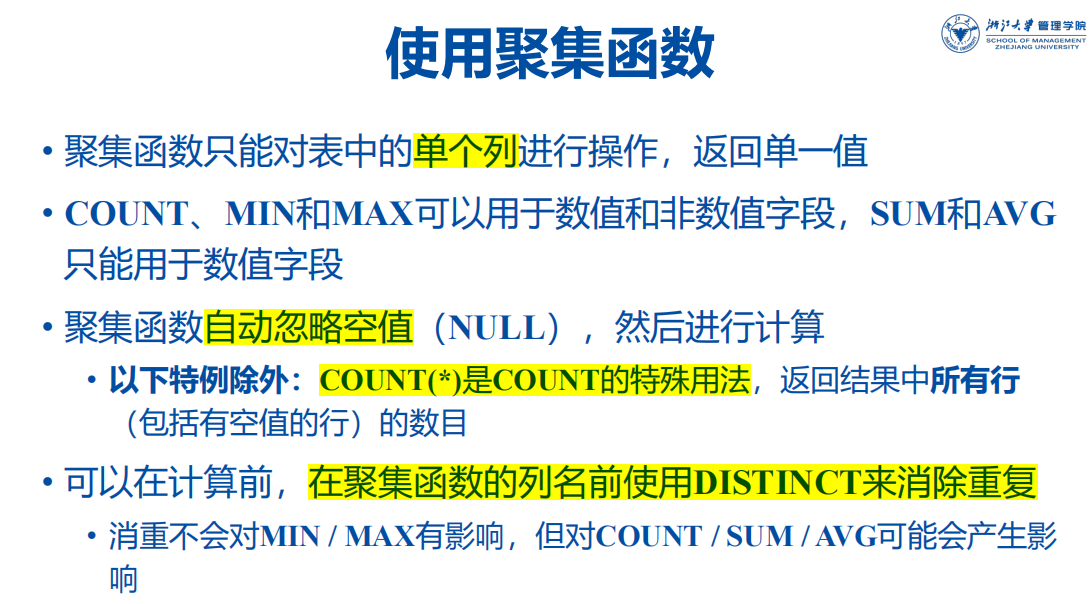 使用聚集函数
浙江大学 管理学院
SCHOOL OF MANAGEMENT
ZHEJIANG UNIVERSITY
• 聚集函数只能对表中的单个列进行操作，返回单一值
• COUNT、MIN和MAX可以用于数值和非数值字段，SUM和AVG
只能用于数值字段
• 聚集函数自动忽略空值（NULL），然后进行计算
• 以下特例除外：COUNT(*)是COUNT的特殊用法，返回结果中所有行
（包括有空值的行）的数目
• 可以在计算前，在聚集函数的列名前使用DISTINCT来消除重复
• 消重不会对MIN / MAX有影响，但对COUNT / SUM / AVG可能会产生影
响